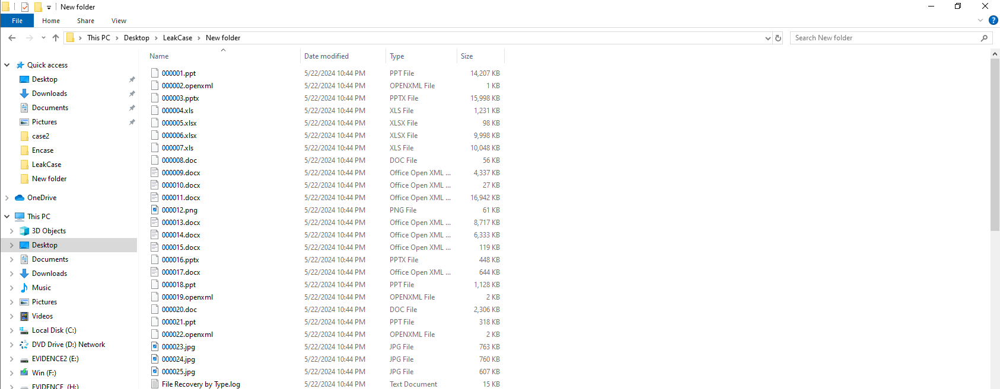 New folder
File Home Share View
This PC Desktop LeakCase New folder Search New folder
Name Date modified Type Size
Quick access
Desktop
Downloads
Documents
Pictures
case2
Encase
LeakCase
New folder
OneDrive
This PC
3D Objects
Desktop
Documents
Downloads
Music
Pictures
Videos
Local Disk (C:)
DVD Drive (D:) Network
EVIDENCE2 (E:)
Win (F:)
EVIDENCE (H:)
000001.ppt 5/22/2024 10:44 PM PPT File 14,207 KB
000002.openxml 5/22/2024 10:44 PM OPENXML File 1 KB
000003.pptx 5/22/2024 10:44 PM PPTX File 15,998 KB
000004.xls 5/22/2024 10:44 PM XLS File 1,231 KB
000005.xlsx 5/22/2024 10:44 PM XLSX File 98 KB
000006.xlsx 5/22/2024 10:44 PM XLSX File 9,998 KB
000007.xls 5/22/2024 10:44 PM XLS File 10,048 KB
000008.doc 5/22/2024 10:44 PM DOC File 56 KB
000009.docx 5/22/2024 10:44 PM Office Open XML ... 4,337 KB
000010.docx 5/22/2024 10:44 PM Office Open XML ... 27 KB
000011.docx 5/22/2024 10:44 PM Office Open XML ... 16,942 KB
000012.png 5/22/2024 10:44 PM PNG File 61 KB
000013.docx 5/22/2024 10:44 PM Office Open XML ... 8,717 KB
000014.docx 5/22/2024 10:44 PM Office Open XML ... 6,333 KB
000015.docx 5/22/2024 10:44 PM Office Open XML ... 119 KB
000016.pptx 5/22/2024 10:44 PM PPTX File 448 KB
000017.docx 5/22/2024 10:44 PM Office Open XML ... 644 KB
000018.ppt 5/22/2024 10:44 PM PPT File 1,128 KB
000019.openxml 5/22/2024 10:44 PM OPENXML File 2 KB
000020.doc 5/22/2024 10:44 PM DOC File 2,306 KB
000021.ppt 5/22/2024 10:44 PM PPT File 318 KB
000022.openxml 5/22/2024 10:44 PM OPENXML File 2 KB
000023.jpg 5/22/2024 10:44 PM JPG File 763 KB
000024.jpg 5/22/2024 10:44 PM JPG File 760 KB
000025.jpg 5/22/2024 10:44 PM JPG File 607 KB
File Recovery by Type.log 5/22/2024 10:44 PM Text Document 15 KB